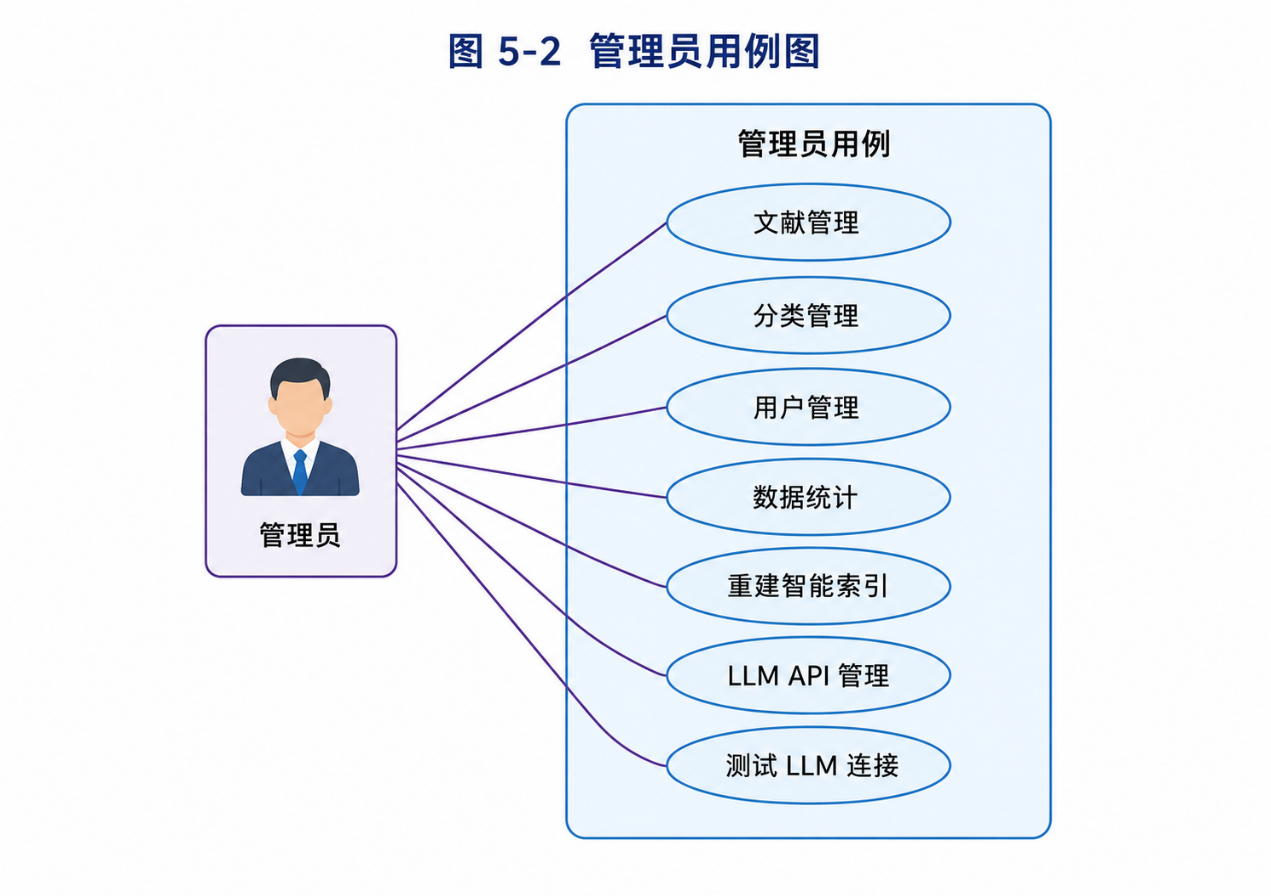 图 5-2 管理员用例图
管理员用例
文献管理
分类管理
用户管理
数据统计
重建智能索引
LLM API 管理
测试 LLM 连接
管理员